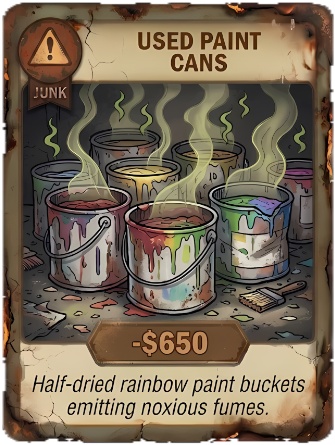 USED PAINT
CANS
JUNK
-$650
Half-dried rainbow paint buckets
emitting noxious fumes.